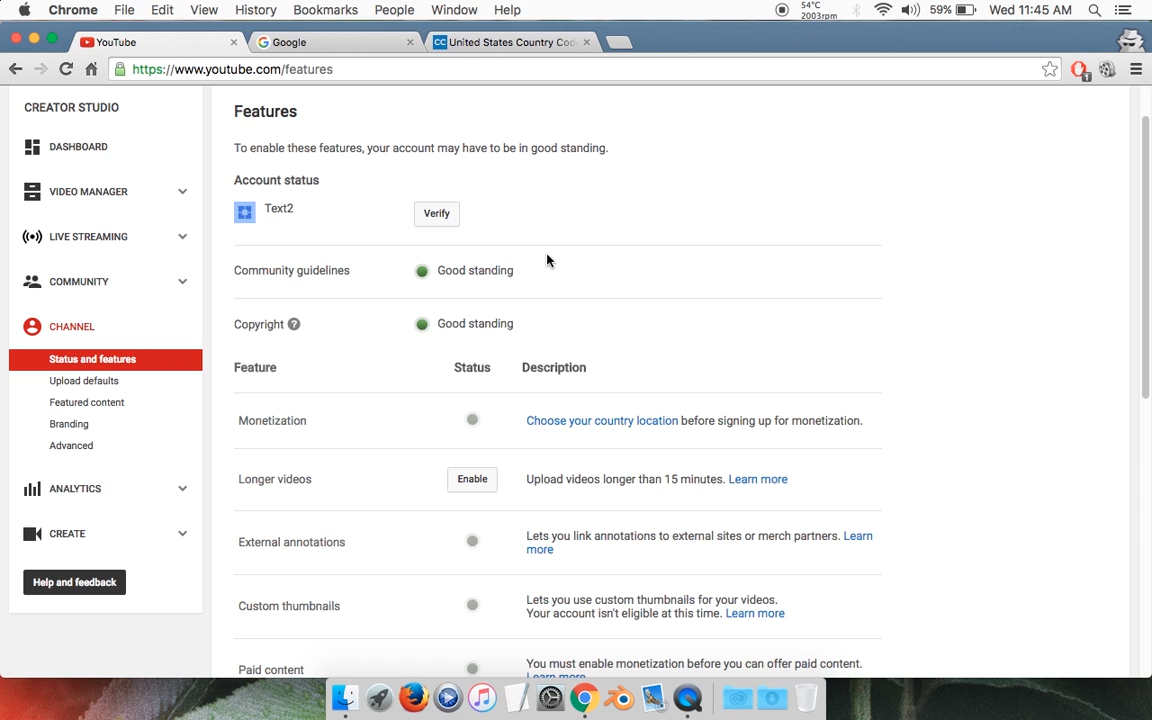 Chrome File Edit View History Bookmarks People Window Help 54°C 2003rpm 59% Wed 11:45 AM
YouTube Google CC United States Country Cod
https://www.youtube.com/features 1
CREATOR STUDIO
DASHBOARD
VIDEO MANAGER
LIVE STREAMING
COMMUNITY
CHANNEL
Status and features
Upload defaults
Featured content
Branding
Advanced
ANALYTICS
CREATE
Help and feedback
Features
To enable these features, your account may have to be in good standing.
Account status
Text2 Verify
Community guidelines Good standing
Copyright ? Good standing
Feature Status Description
Monetization Choose your country location before signing up for monetization.
Longer videos Enable Upload videos longer than 15 minutes. Learn more
External annotations Lets you link annotations to external sites or merch partners. Learn
more
Custom thumbnails Lets you use custom thumbnails for your videos.
Your account isn't eligible at this time. Learn more
Paid content You must enable monetization before you can offer paid content.
Learn more